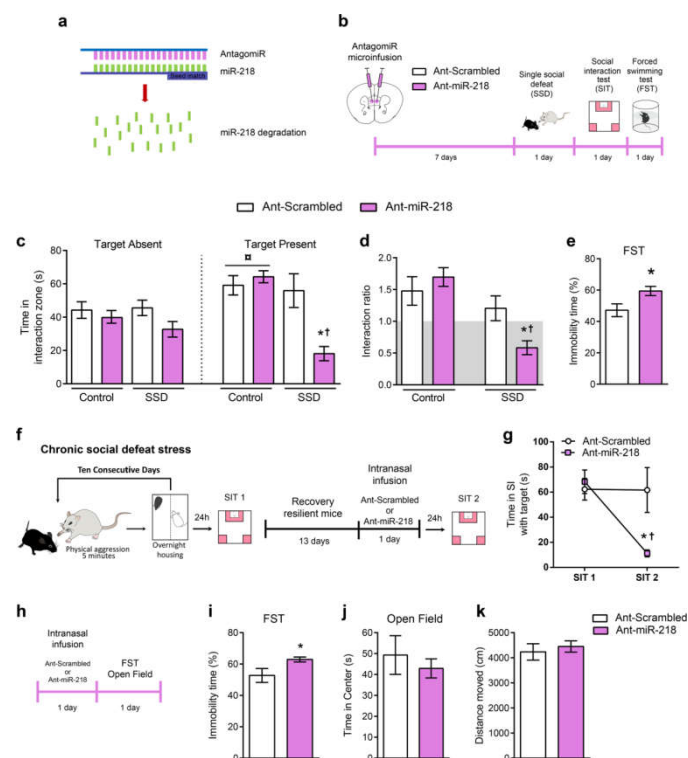 a
AntagomiR
miR-218
Seed match
miR-218 degradation
b
AntagomiR
microinfusion
Ant-Scrambled
Ant-miR-218
Single social
defeat
(SSD)
Social
interaction
test
(SIT)
Forced
swimming
test
(FST)
7 days
1 day
1 day
1 day
Ant-Scrambled
Ant-miR-218
c
Target Absent
Target Present
Time in
interaction zone (s)
80
60
40
20
0
¤
*†
Control
SSD
Control
SSD
d
Interaction ratio
2.0
1.5
1.0
0.5
0.0
*†
Control
SSD
e
FST
Immobility time (%)
80
60
40
20
0
*
f
Chronic social defeat stress
Ten Consecutive Days
Physical aggression
5 minutes
Overnight
housing
24h
SIT 1
Recovery
resilient mice
13 days
Intranasal
infusion
Ant-Scrambled
or
Ant-miR-218
1 day
24h
SIT 2
g
Ant-Scrambled
Ant-miR-218
Time in SI
with target (s)
100
80
60
40
20
0
*†
SIT 1
SIT 2
h
Intranasal
infusion
Ant-Scrambled
or
Ant-miR-218
FST
Open Field
1 day
1 day
i
FST
Immobility time (%)
80
60
40
20
0
*
j
Open Field
Time in Center (s)
60
50
40
30
20
10
0
k
Ant-Scrambled
Ant-miR-218
Distance moved (cm)
5000
4000
3000
2000
1000
0